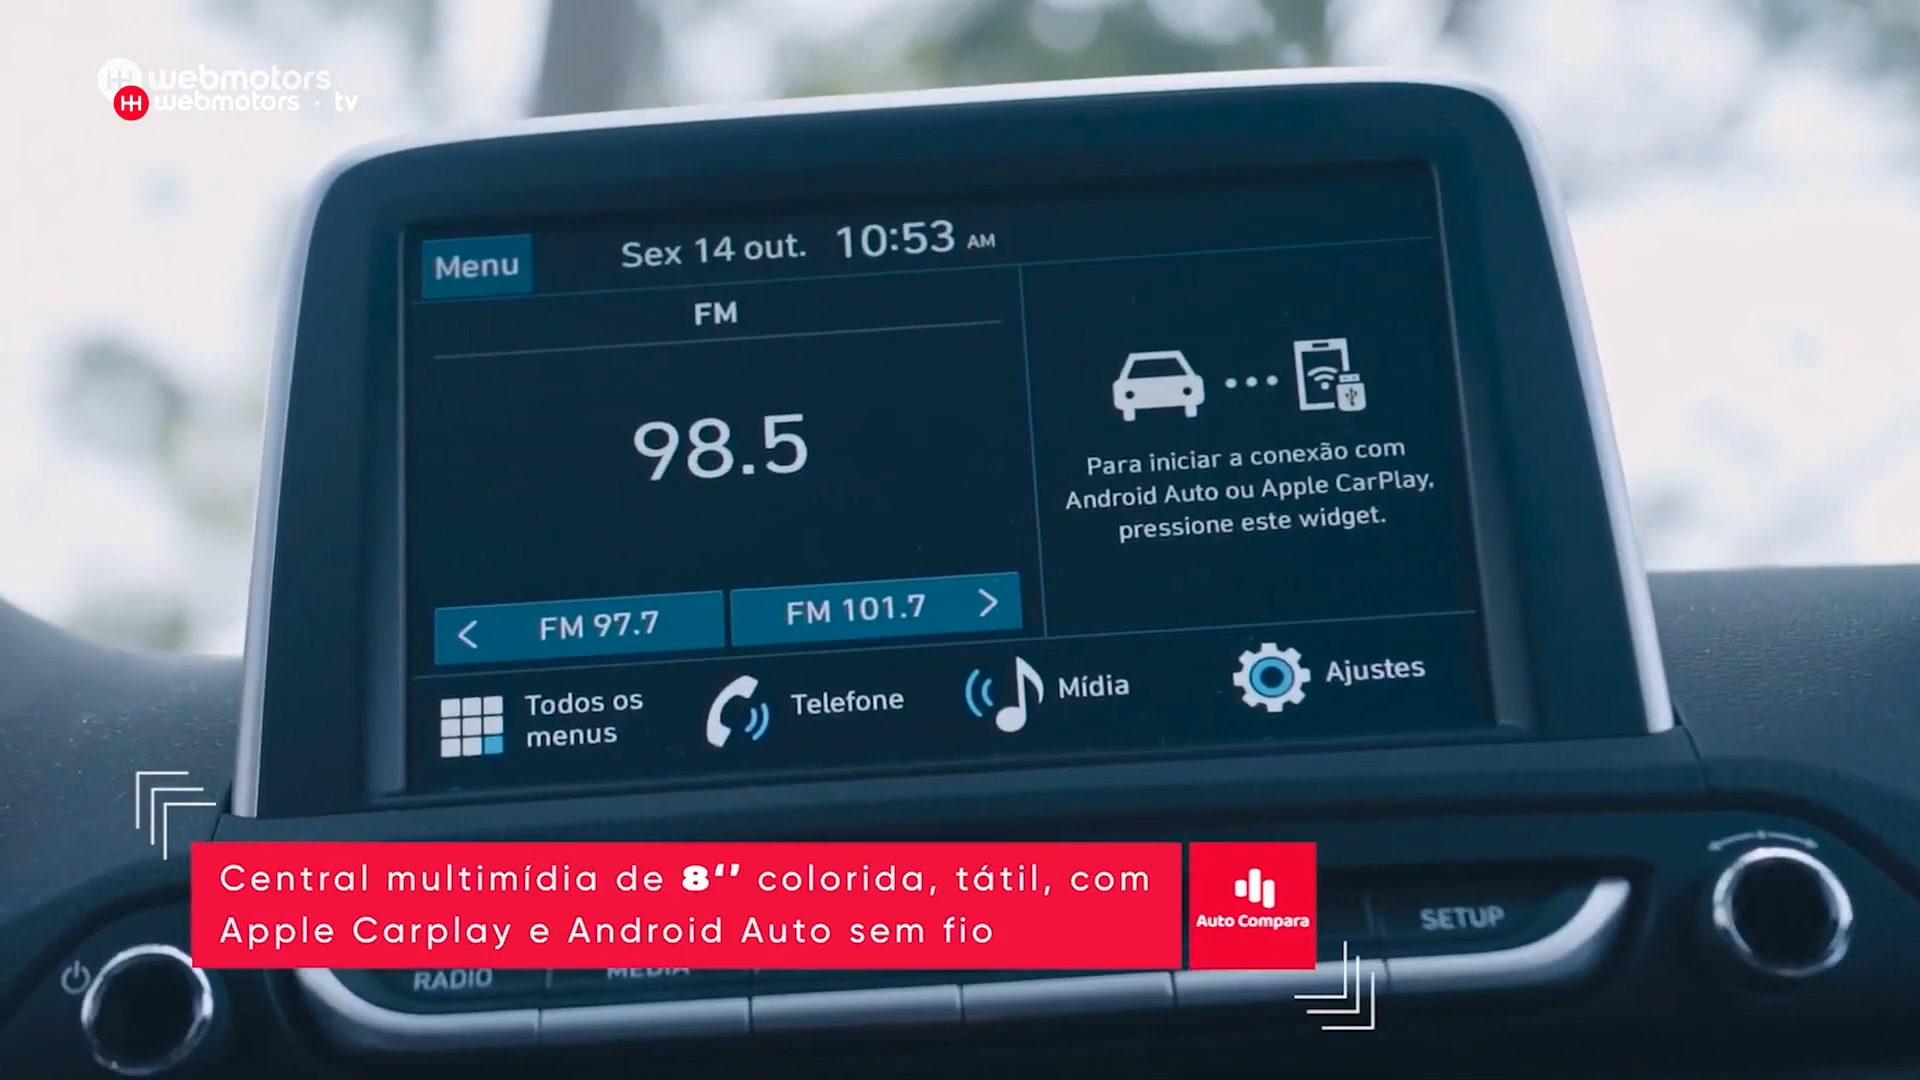 webmotors
webmotors · tv
Menu
Sex 14 out. 10:53 AM
FM
98.5
Para iniciar a conexão com
Android Auto ou Apple CarPlay,
pressione este widget.
< FM 97.7
FM 101.7 >
Todos os
menus
Telefone
Mídia
Ajustes
Central multimídia de 8‘’ colorida, tátil, com
Apple Carplay e Android Auto sem fio
Auto Compara
SETUP
RADIO
MEDIA